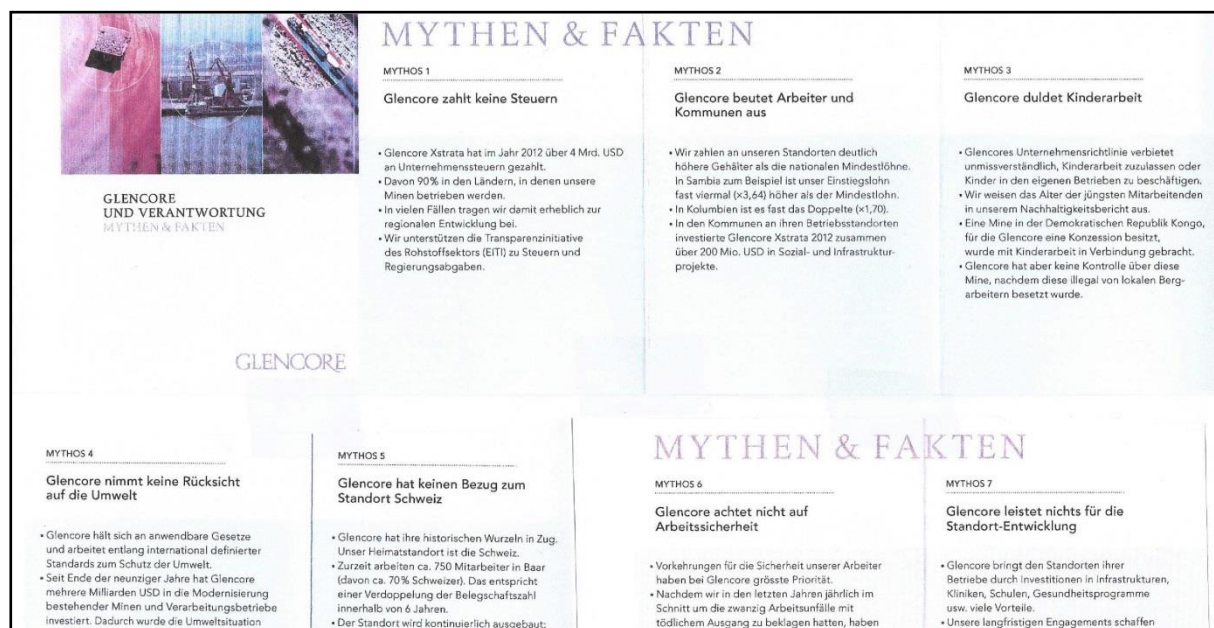 MYTHEN & FAKTEN
GLENCORE
UND VERANTWORTUNG
MYTHEN & FAKTEN
GLENCORE
MYTHOS 1
Glencore zahlt keine Steuern
• Glencore Xstrata hat im Jahr 2012 über 4 Mrd. USD
an Unternehmenssteuern gezahlt.
• Davon 90% in den Ländern, in denen unsere
Minen betrieben werden.
• In vielen Fällen tragen wir damit erheblich zur
regionalen Entwicklung bei.
• Wir unterstützen die Transparenzinitiative
des Rohstoffsektors (EITI) zu Steuern und
Regierungsabgaben.
MYTHOS 2
Glencore beutet Arbeiter und
Kommunen aus
• Wir zahlen an unseren Standorten deutlich
höhere Gehälter als die nationalen Mindestlöhne.
In Sambia zum Beispiel ist unser Einstiegslohn
fast viermal (×3,64) höher als der Mindestlohn.
• In Kolumbien ist es fast das Doppelte (×1,70).
• In den Kommunen an ihren Betriebsstandorten
investierte Glencore Xstrata 2012 zusammen
über 200 Mio. USD in Sozial- und Infrastruktur-
projekte.
MYTHOS 3
Glencore duldet Kinderarbeit
• Glencores Unternehmensrichtlinie verbietet
unmissverständlich, Kinderarbeit zuzulassen oder
Kinder in den eigenen Betrieben zu beschäftigen.
• Wir weisen das Alter der jüngsten Mitarbeitenden
in unserem Nachhaltigkeitsbericht aus.
• Eine Mine in der Demokratischen Republik Kongo,
für die Glencore eine Konzession besitzt,
wurde mit Kinderarbeit in Verbindung gebracht.
• Glencore hat aber keine Kontrolle über diese
Mine, nachdem diese illegal von lokalen Berg-
arbeitern besetzt wurde.
MYTHOS 4
Glencore nimmt keine Rücksicht
auf die Umwelt
• Glencore hält sich an anwendbare Gesetze
und arbeitet entlang international definierter
Standards zum Schutz der Umwelt.
• Seit Ende der neunziger Jahre hat Glencore
mehrere Milliarden USD in die Modernisierung
bestehender Minen und Verarbeitungsbetriebe
investiert. Dadurch wurde die Umweltsituation
MYTHOS 5
Glencore hat keinen Bezug zum
Standort Schweiz
• Glencore hat ihre historischen Wurzeln in Zug.
Unser Heimatstandort ist die Schweiz.
• Zurzeit arbeiten ca. 750 Mitarbeiter in Baar
(davon ca. 70% Schweizer). Das entspricht
einer Verdoppelung der Belegschaftszahl
innerhalb von 6 Jahren.
• Der Standort wird kontinuierlich ausgebaut:
MYTHEN & FAKTEN
MYTHOS 6
Glencore achtet nicht auf
Arbeitssicherheit
• Vorkehrungen für die Sicherheit unserer Arbeiter
haben bei Glencore grösste Priorität.
• Nachdem wir in den letzten Jahren jährlich im
Schnitt um die zwanzig Arbeitsunfälle mit
tödlichem Ausgang zu beklagen hatten, haben
MYTHOS 7
Glencore leistet nichts für die
Standort-Entwicklung
• Glencore bringt den Standorten ihrer
Betriebe durch Investitionen in Infrastrukturen,
Kliniken, Schulen, Gesundheitsprogramme
usw. viele Vorteile.
• Unsere langfristigen Engagements schaffen